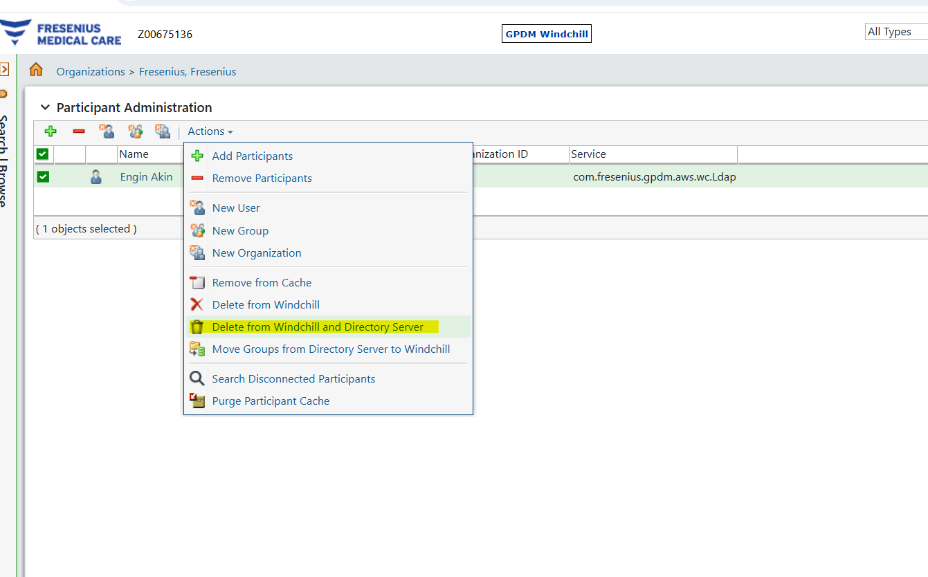 FRESENIUS
MEDICAL CARE
Z00675136
GPDM Windchill
All Types
Organizations > Fresenius, Fresenius
Search | Browse
Participant Administration
Actions
Name
nization ID
Service
Engin Akin
com.fresenius.gpdm.aws.wc.Ldap
( 1 objects selected )
Add Participants
Remove Participants
New User
New Group
New Organization
Remove from Cache
Delete from Windchill
Delete from Windchill and Directory Server
Move Groups from Directory Server to Windchill
Search Disconnected Participants
Purge Participant Cache